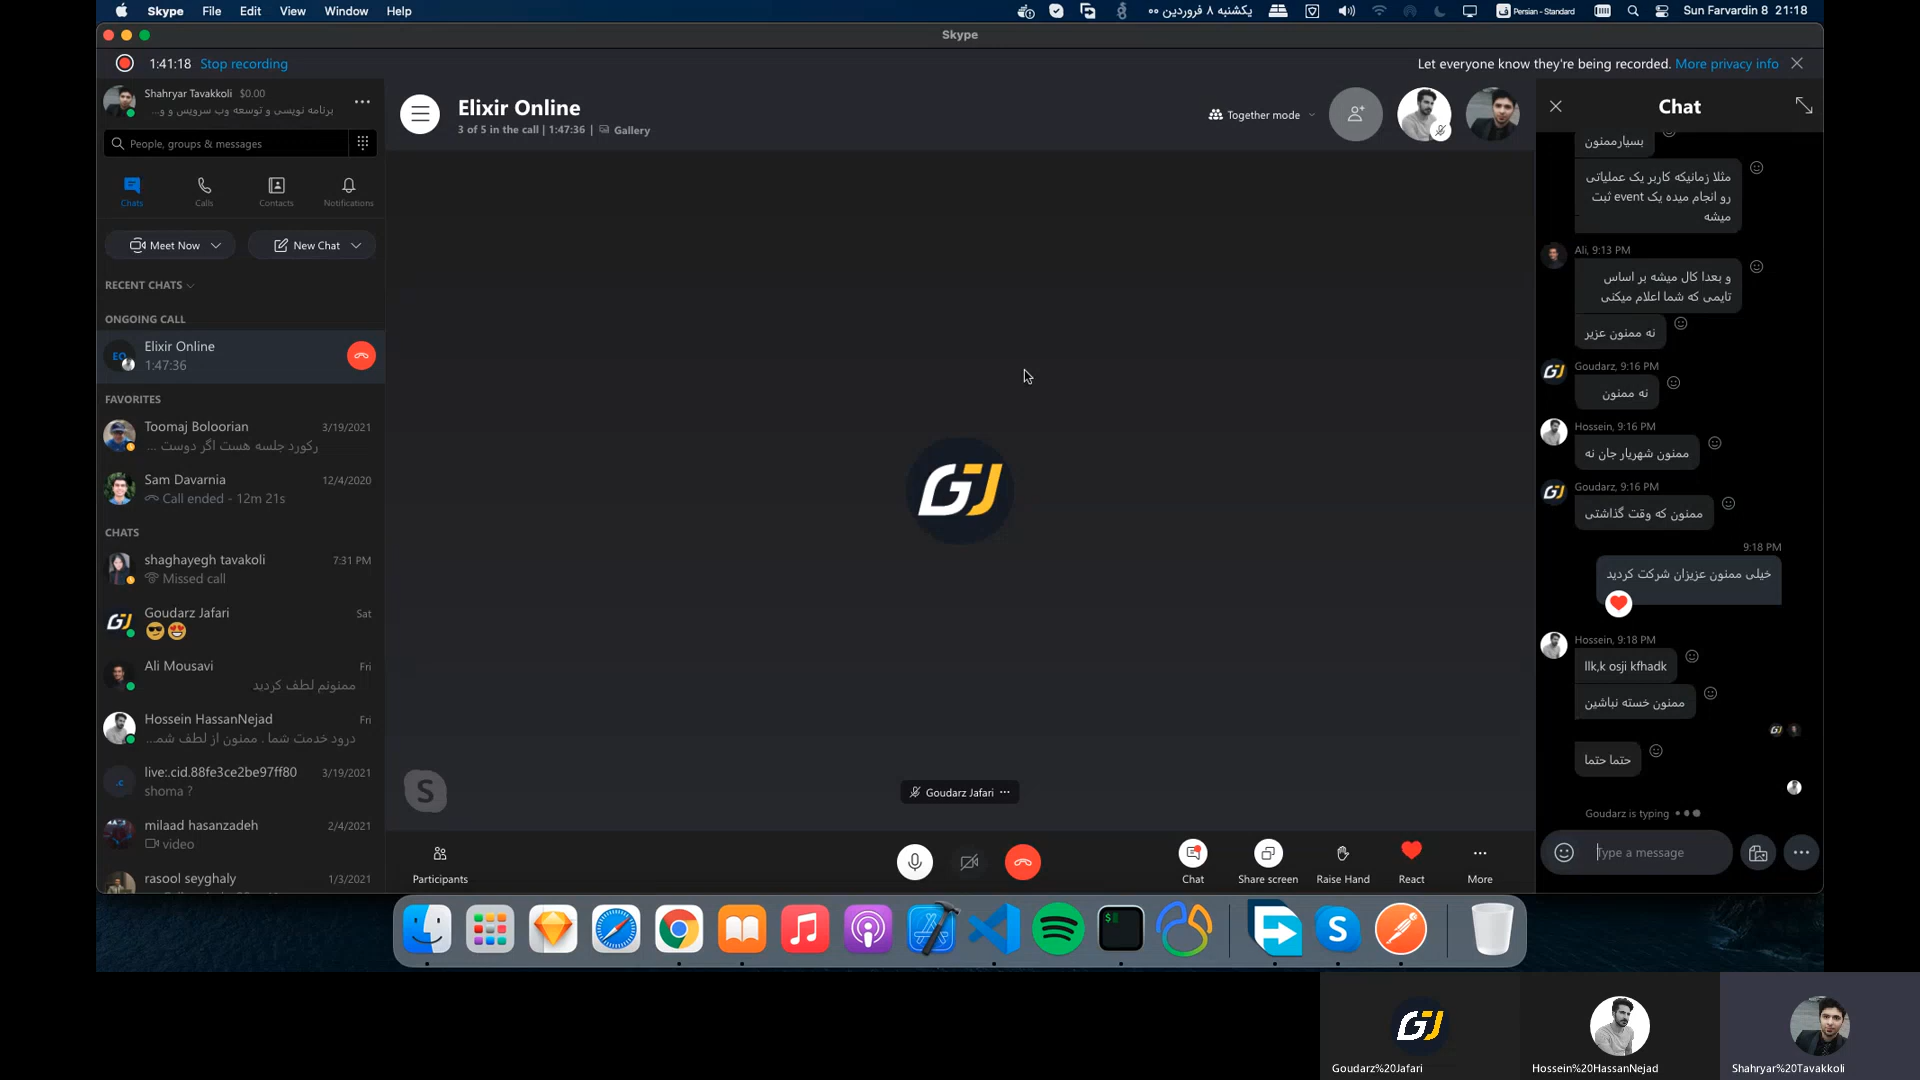 Skype File Edit View Window Help
یکشنبه ۸ فروردین ۰۰
Persian - Standard
Sun Farvardin 8 21:18
Skype
1:41:18 Stop recording
Let everyone know they're being recorded. More privacy info
Shahryar Tavakkoli $0.00
برنامه نویسی و توسعه وب سرویس و و...
People, groups & messages
Chats Calls Contacts Notifications
Meet Now
New Chat
RECENT CHATS
ONGOING CALL
EO
Elixir Online
1:47:36
FAVORITES
Toomaj Boloorian 3/19/2021
رکورد جلسه هست اگر دوست ...
Sam Davarnia 12/4/2020
Call ended - 12m 21s
CHATS
shaghayegh tavakoli 7:31 PM
Missed call
GJ
Goudarz Jafari Sat
Ali Mousavi Fri
ممنونم لطف کردید
Hossein HassanNejad Fri
درود خدمت شما . ممنون از لطف شم...
.c
live:.cid.88fe3ce2be97ff80 3/19/2021
shoma ?
milaad hasanzadeh 2/4/2021
video
rasool seyghaly 1/3/2021
Elixir Online
3 of 5 in the call | 1:47:36 | Gallery
Together mode
GJ
S
Goudarz Jafari ...
Participants
Chat Share screen Raise Hand React More
Chat
بسیارممنون
مثلا زمانیکه کاربر یک عملیاتی
رو انجام میده یک event ثبت
میشه
Ali, 9:13 PM
و بعدا کال میشه بر اساس
تایمی که شما اعلام میکنی
نه ممنون عزیر
GJ
Goudarz, 9:16 PM
نه ممنون
Hossein, 9:16 PM
ممنون شهریار جان نه
GJ
Goudarz, 9:16 PM
ممنون که وقت گذاشتی
9:18 PM
خیلی ممنون عزیزان شرکت کردید
Hossein, 9:18 PM
llk,k osji kfhadk
ممنون خسته نباشین
GJ
حتما حتما
Goudarz is typing
Type a message
S
GJ
Goudarz%20Jafari
Hossein%20HassanNejad
Shahryar%20Tavakkoli